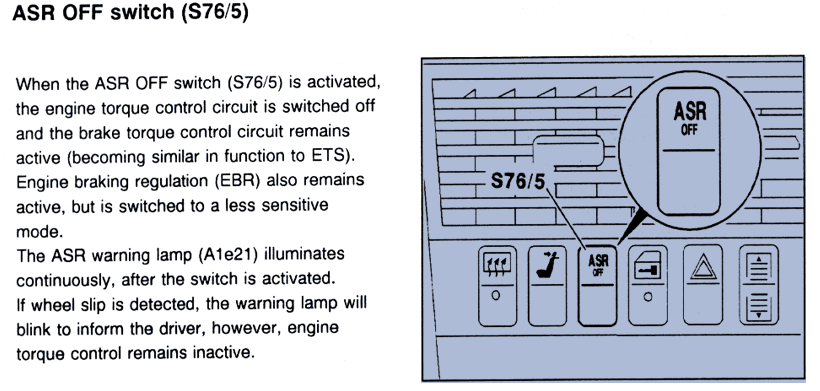 ASR OFF switch (S76/5)
When the ASR OFF switch (S76/5) is activated,
the engine torque control circuit is switched off
and the brake torque control circuit remains
active (becoming similar in function to ETS).
Engine braking regulation (EBR) also remains
active, but is switched to a less sensitive
mode.
The ASR warning lamp (A1e21) illuminates
continuously, after the switch is activated.
If wheel slip is detected, the warning lamp will
blink to inform the driver, however, engine
torque control remains inactive.
ASR
OFF
S76/5
ASR
OFF